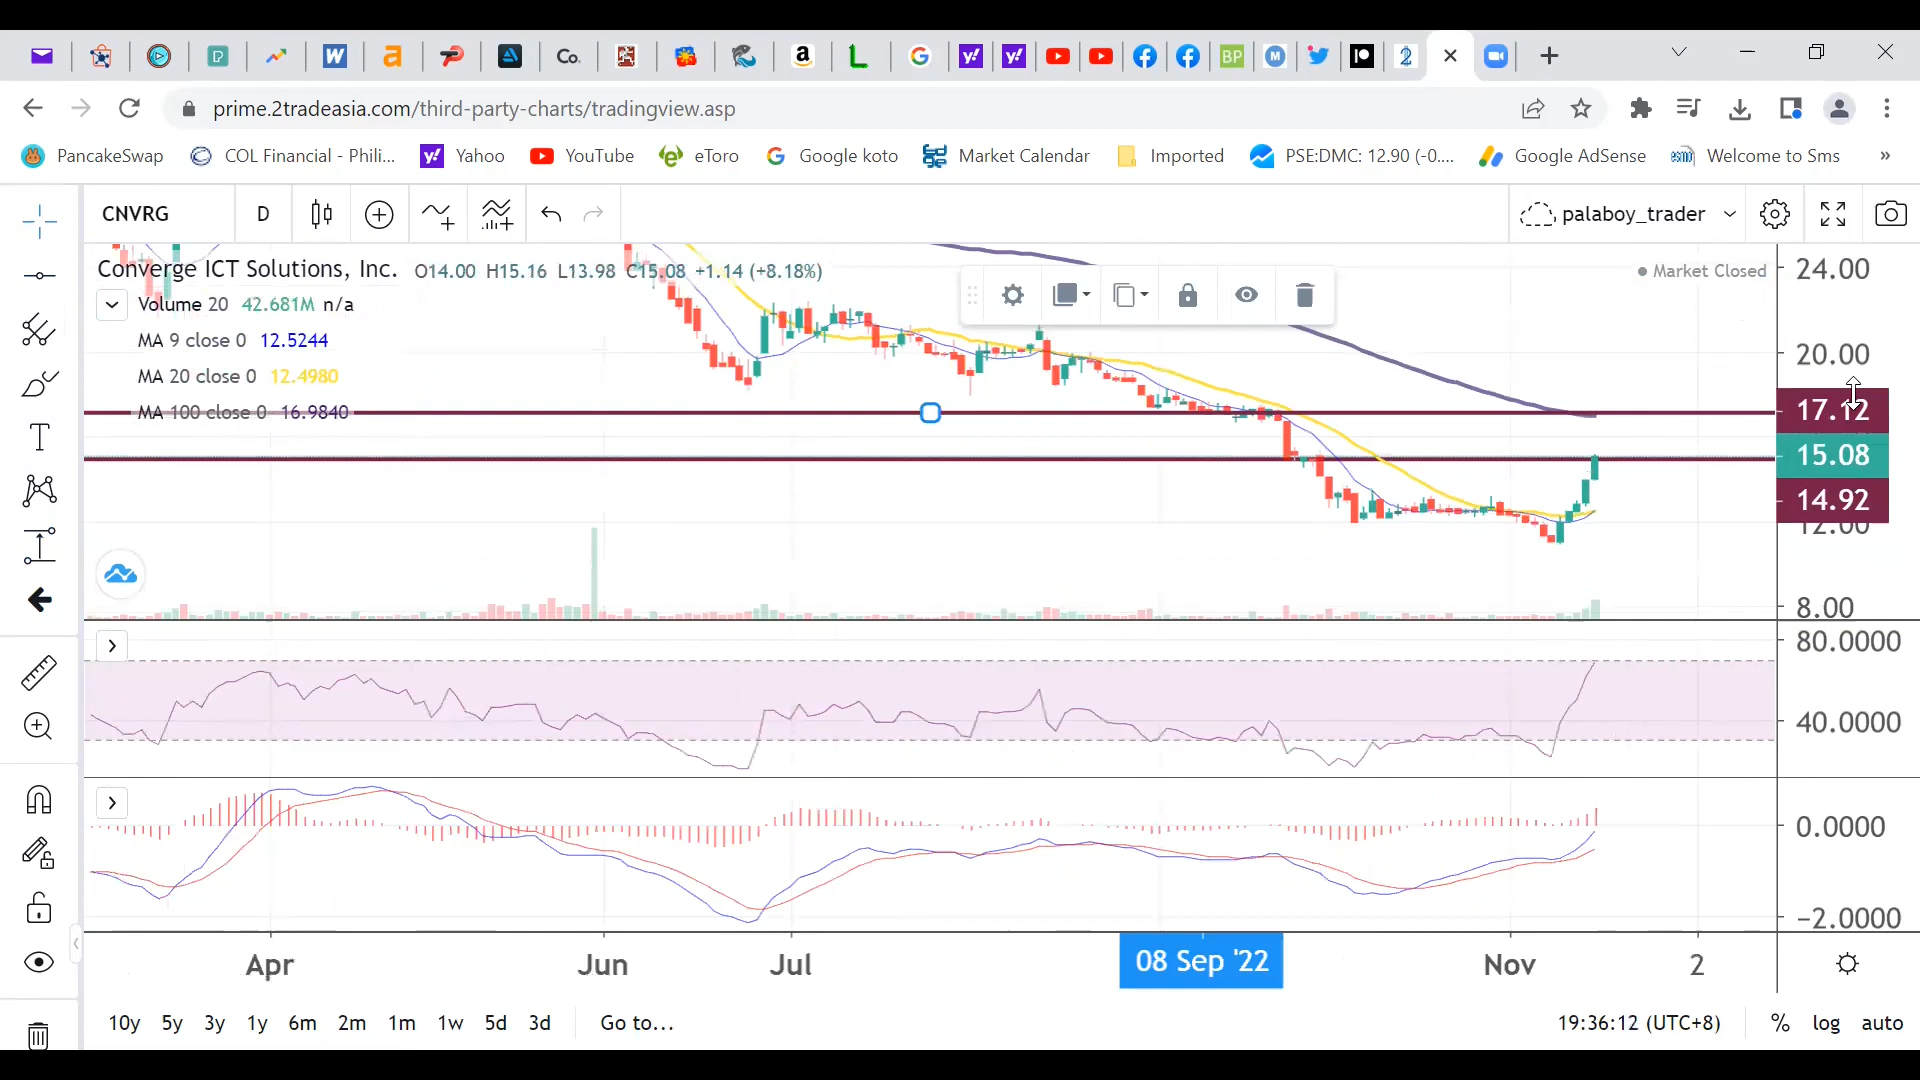 W
a
Co.
a
L
G
y!
y!
BP
M
2
prime.2tradeasia.com/third-party-charts/tradingview.asp
PancakeSwap
COL Financial - Phili...
y! Yahoo
YouTube
eToro
G Google koto
Market Calendar
Imported
PSE:DMC: 12.90 (-0....
Google AdSense
Welcome to Sms
»
CNVRG
D
palaboy_trader
Converge ICT Solutions, Inc. O14.00 H15.16 L13.98 C15.08 +1.14 (+8.18%)
Market Closed
Volume 20 42.681M n/a
MA 9 close 0 12.5244
MA 20 close 0 12.4980
MA 100 close 0 16.9840
24.00
20.00
17.12
15.08
14.92
12.00
8.00
80.0000
40.0000
0.0000
−2.0000
Apr
Jun
Jul
08 Sep '22
Nov
2
10y 5y 3y 1y 6m 2m 1m 1w 5d 3d
Go to...
19:36:12 (UTC+8)
% log auto